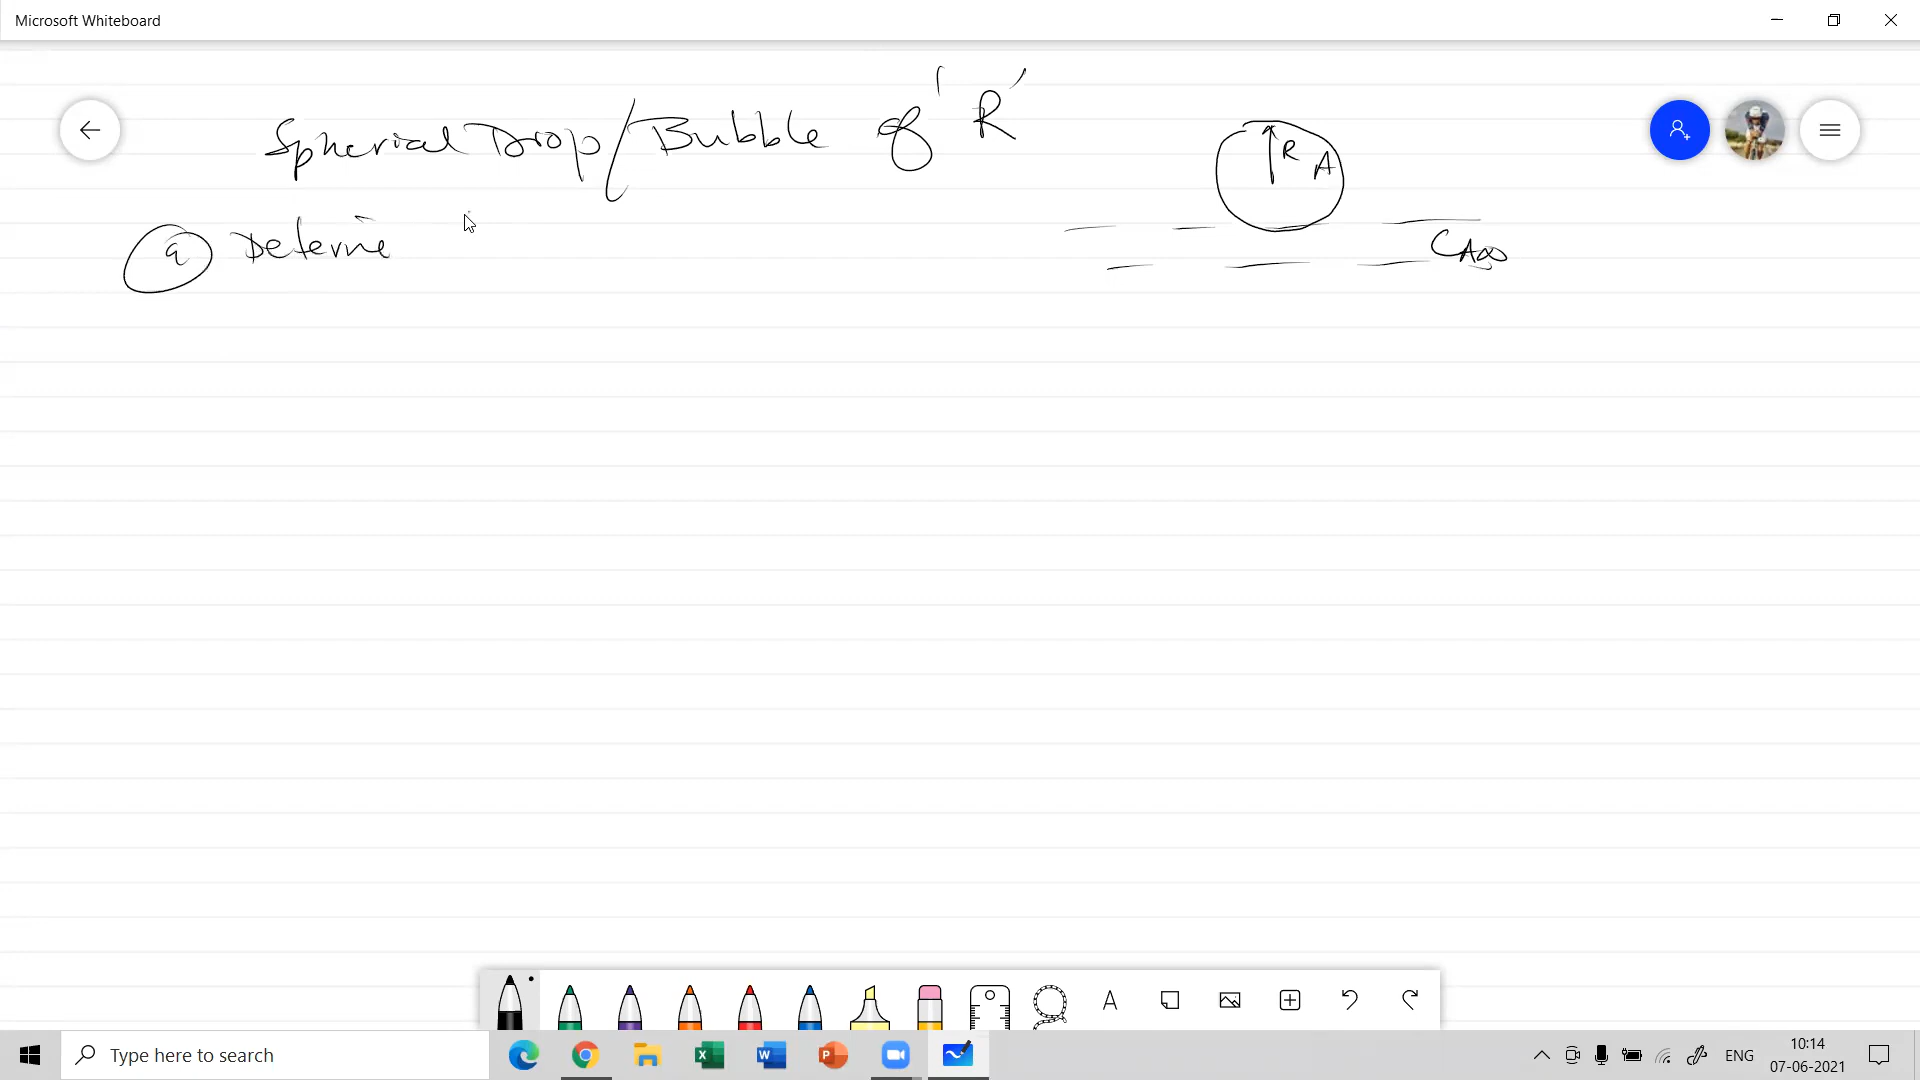 Microsoft Whiteboard
Spherical Drop/Bubble of 'R'
R A
a Determine
CA∞
Type here to search
ENG
10:14
07-06-2021